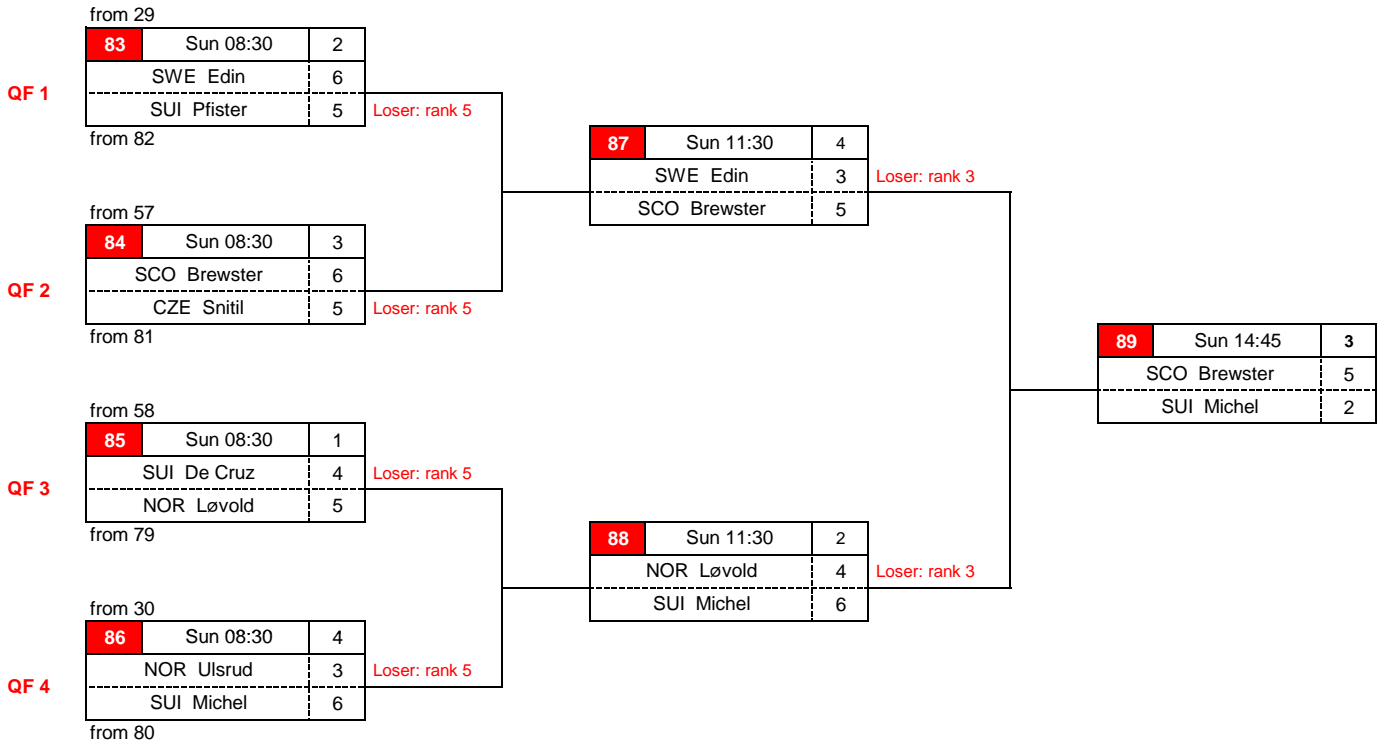 from 29
83 Sun 08:30 2
SWE Edin 6
QF 1
SUI Pfister 5 Loser: rank 5
from 82
87 Sun 11:30 4
SWE Edin 3 Loser: rank 3
SCO Brewster 5
from 57
84 Sun 08:30 3
SCO Brewster 6
QF 2
CZE Snitil 5 Loser: rank 5
from 81
89 Sun 14:45 3
SCO Brewster 5
SUI Michel 2
from 58
85 Sun 08:30 1
SUI De Cruz 4 Loser: rank 5
QF 3
NOR Løvold 5
from 79
88 Sun 11:30 2
NOR Løvold 4 Loser: rank 3
SUI Michel 6
from 30
86 Sun 08:30 4
NOR Ulsrud 3 Loser: rank 5
QF 4
SUI Michel 6
from 80